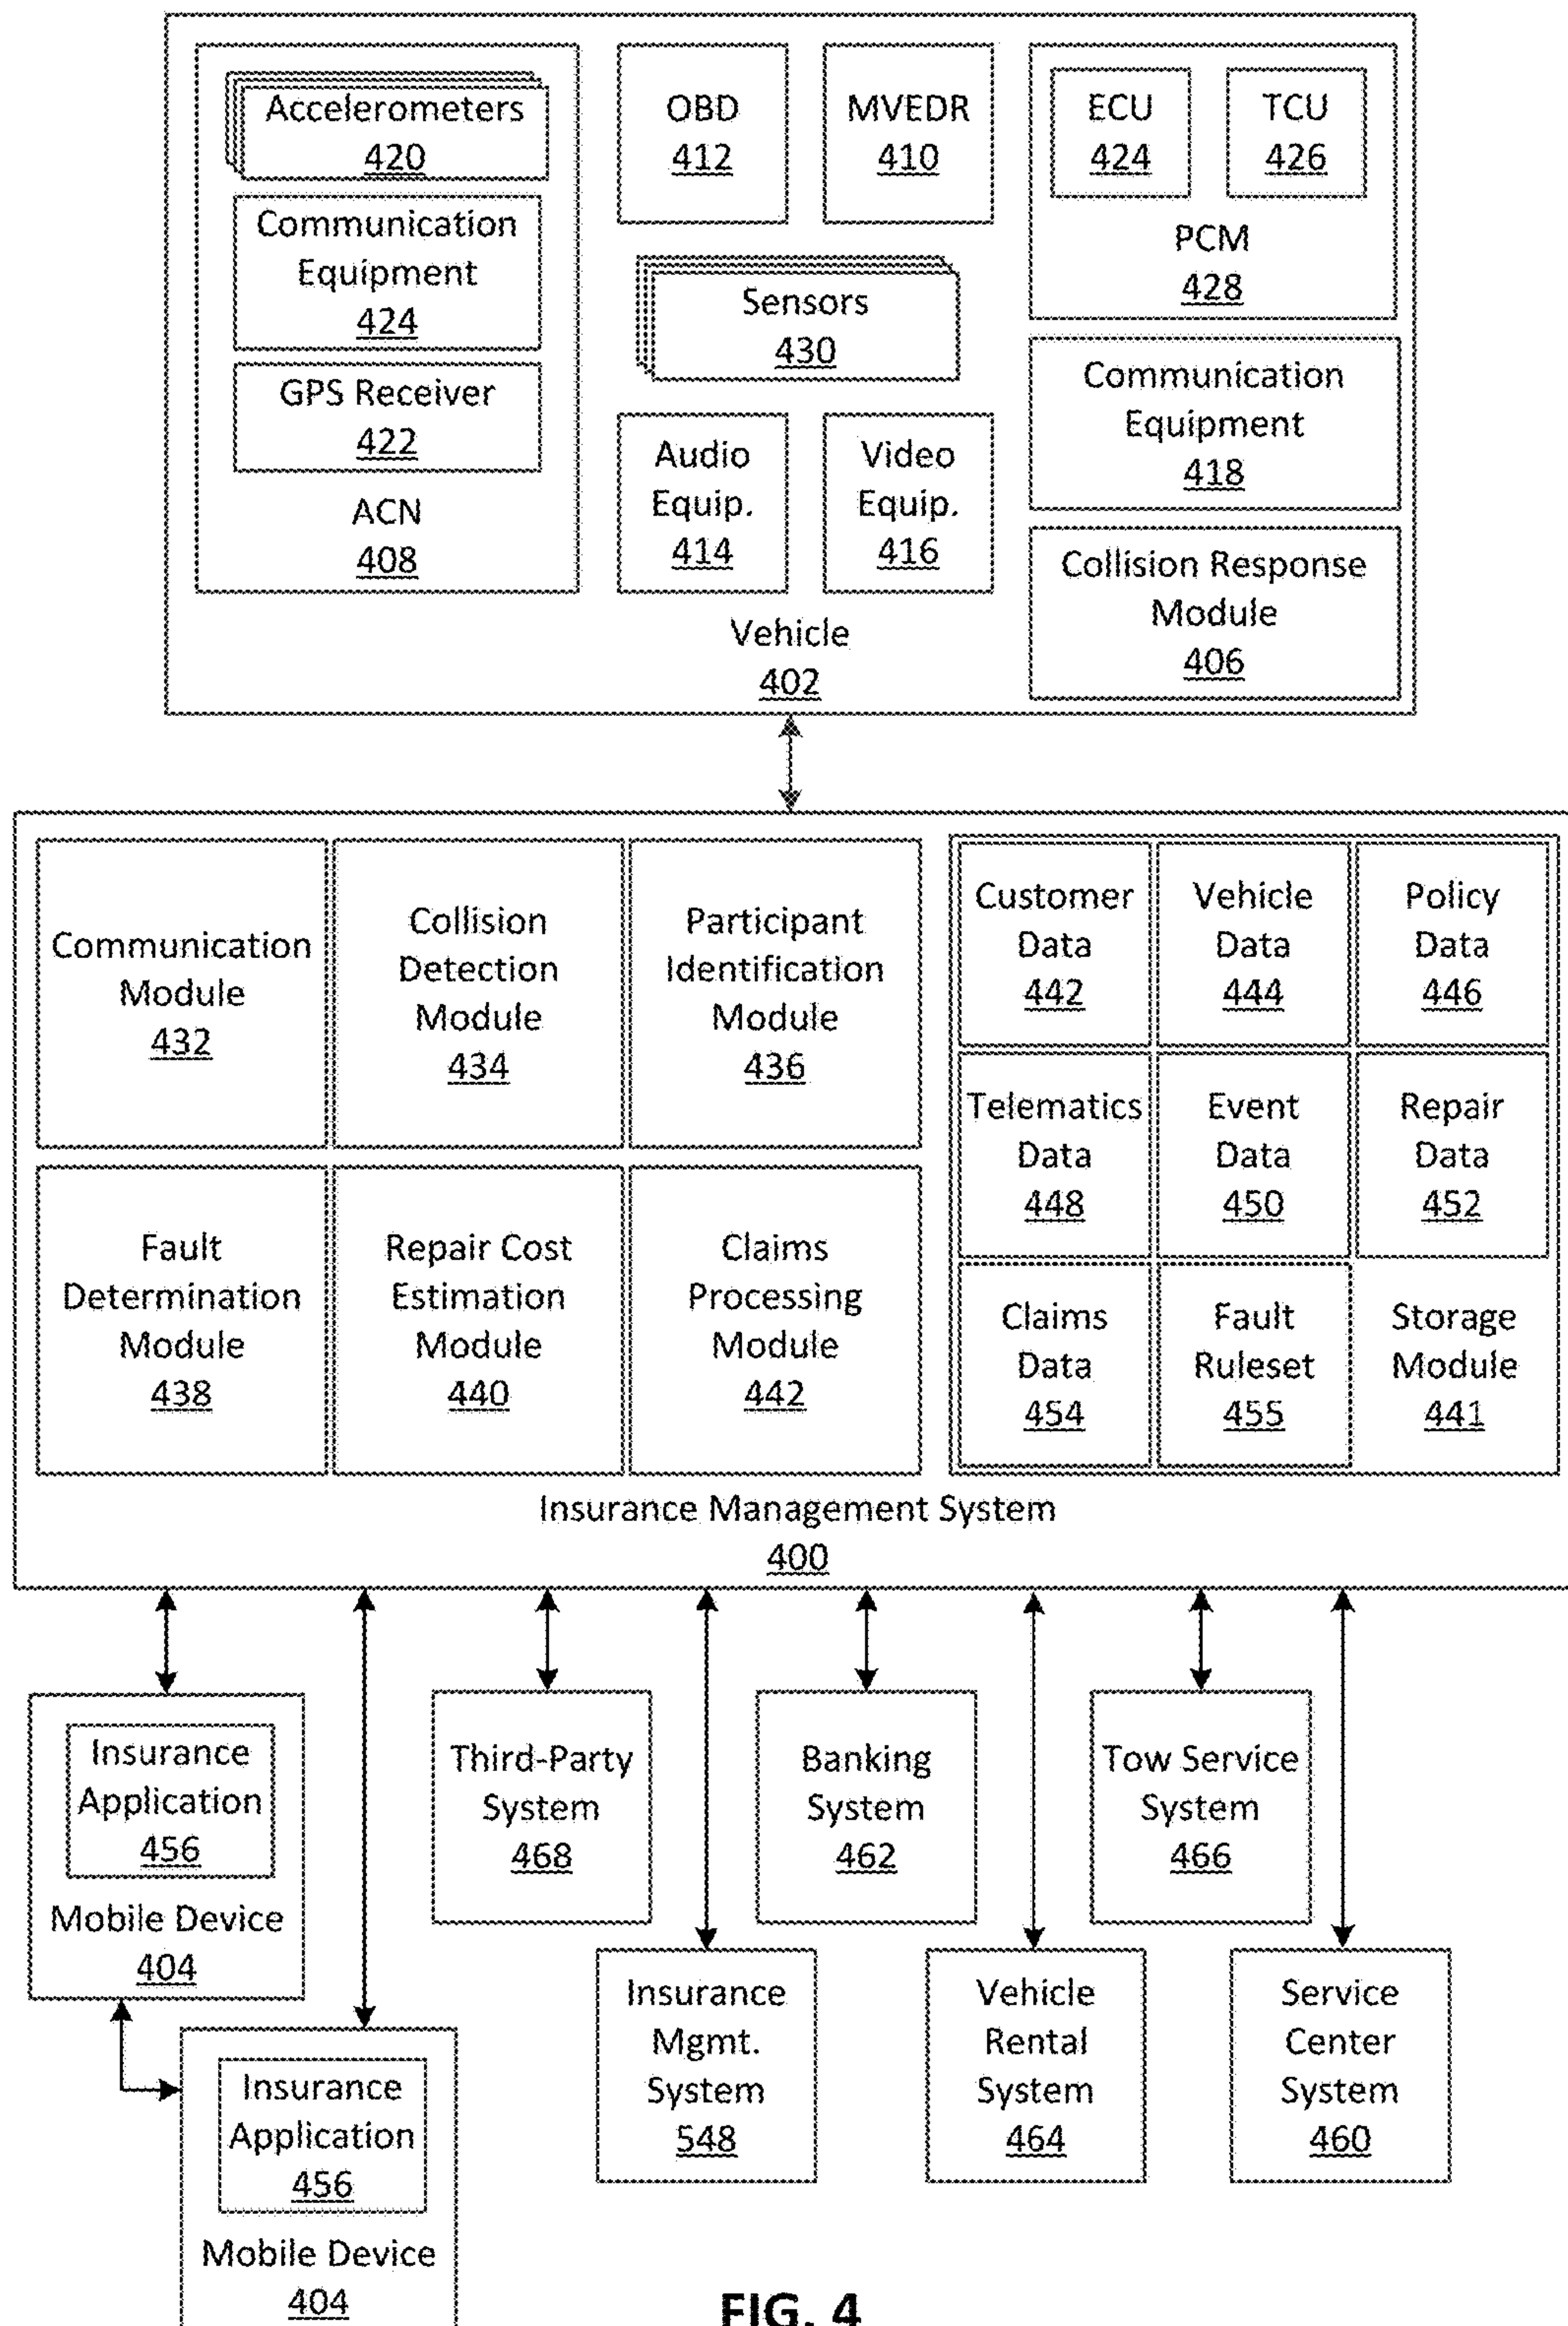 Accelerometers
420
Communication
Equipment
424
GPS Receiver
422
ACN
408
OBD
412
MVEDR
410
Sensors
430
Audio
Equip.
414
Video
Equip.
416
ECU
424
TCU
426
PCM
428
Communication
Equipment
418
Collision Response
Module
406
Vehicle
402
Communication
Module
432
Collision
Detection
Module
434
Participant
Identification
Module
436
Fault
Determination
Module
438
Repair Cost
Estimation
Module
440
Claims
Processing
Module
442
Customer
Data
442
Vehicle
Data
444
Policy
Data
446
Telematics
Data
448
Event
Data
450
Repair
Data
452
Claims
Data
454
Fault
Ruleset
455
Storage
Module
441
Insurance Management System
400
Insurance
Application
456
Mobile Device
404
Insurance
Application
456
Mobile Device
404
Third-Party
System
468
Insurance
Mgmt.
System
548
Banking
System
462
Vehicle
Rental
System
464
Tow Service
System
466
Service
Center
System
460
FIG. 4